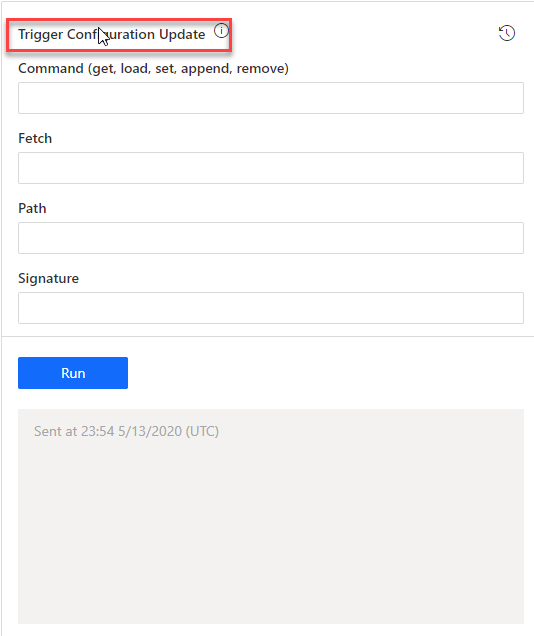 Trigger Configuration Update
Command (get, load, set, append, remove)
Fetch
Path
Signature
Run
Sent at 23:54 5/13/2020 (UTC)